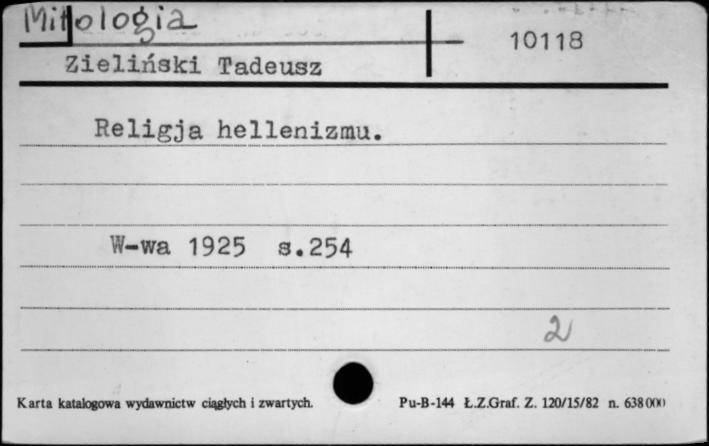 Mitologia
10118
Zieliński Tadeusz
Religja hellenizmu.
W-wa 1925 s.254
2
Karta katalogowa wydawnictw ciągłych i zwartych. Pu-B-144 Ł.Z.Graf. Z. 120/15/82 n. 638000